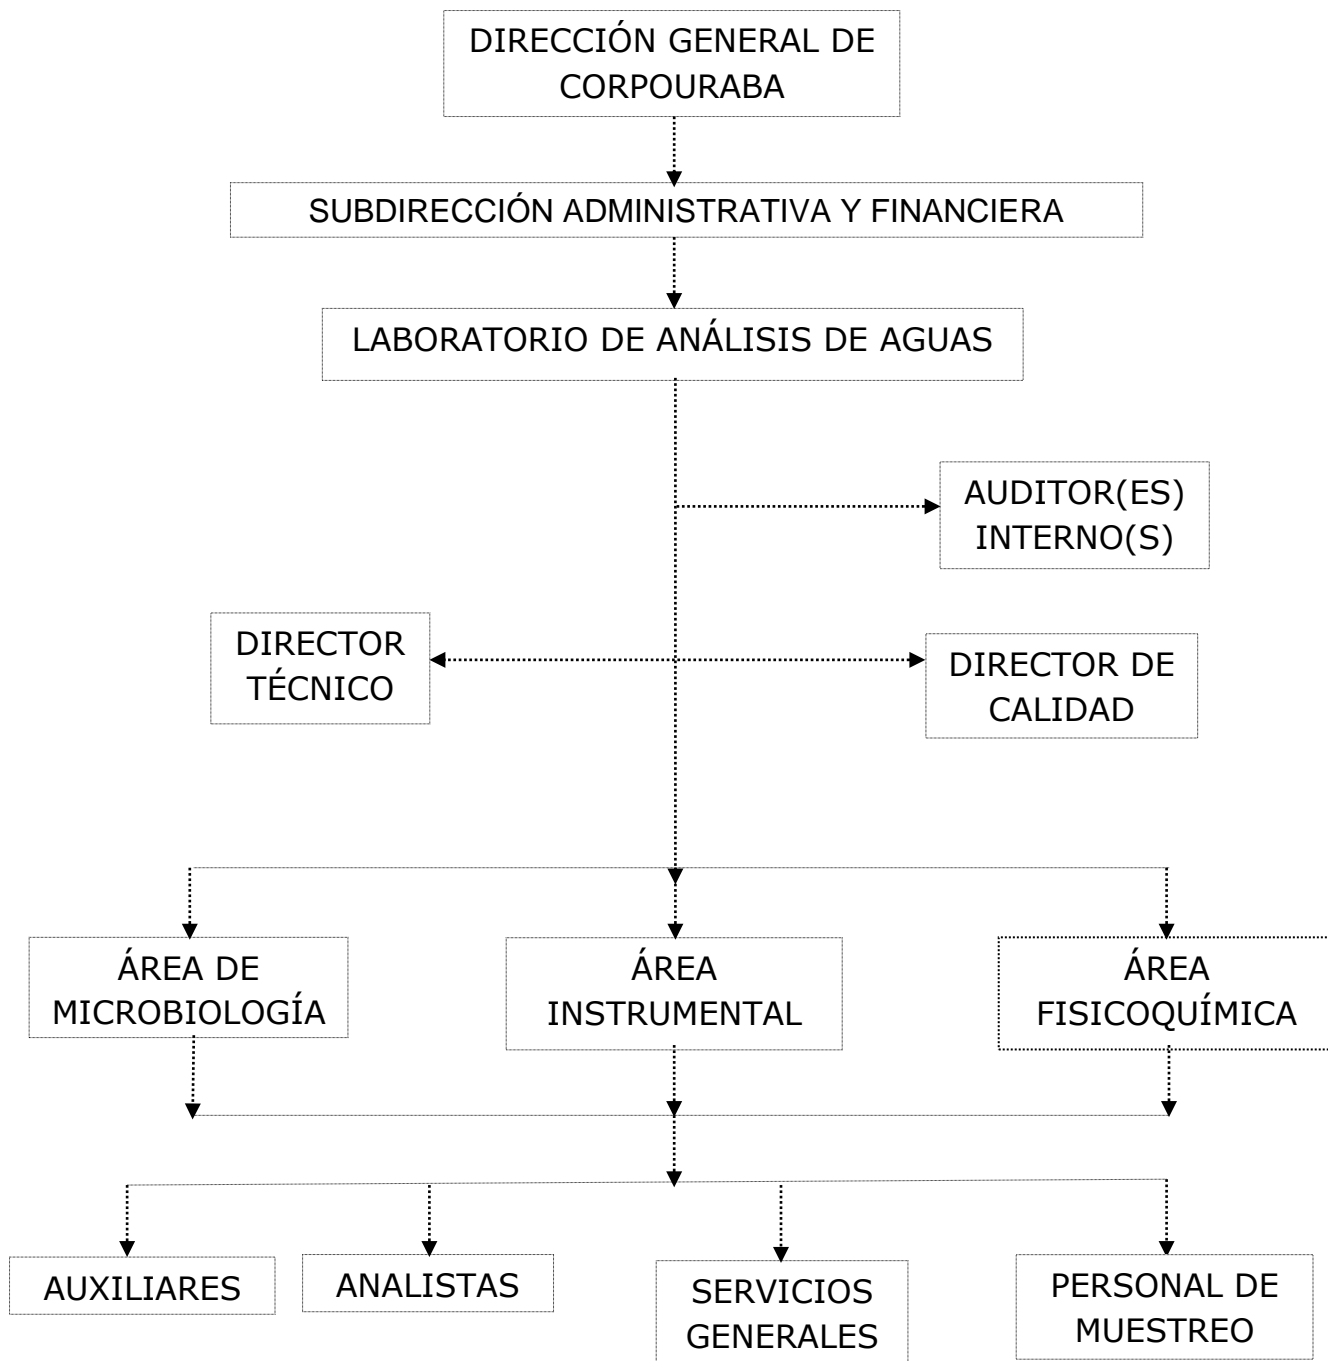 DIRECCIÓN GENERAL DE
CORPOURABA
SUBDIRECCIÓN ADMINISTRATIVA Y FINANCIERA
LABORATORIO DE ANÁLISIS DE AGUAS
AUDITOR(ES)
INTERNO(S)
DIRECTOR
TÉCNICO
DIRECTOR DE
CALIDAD
ÁREA DE
MICROBIOLOGÍA
ÁREA
INSTRUMENTAL
ÁREA
FISICOQUÍMICA
AUXILIARES
ANALISTAS
SERVICIOS
GENERALES
PERSONAL DE
MUESTREO